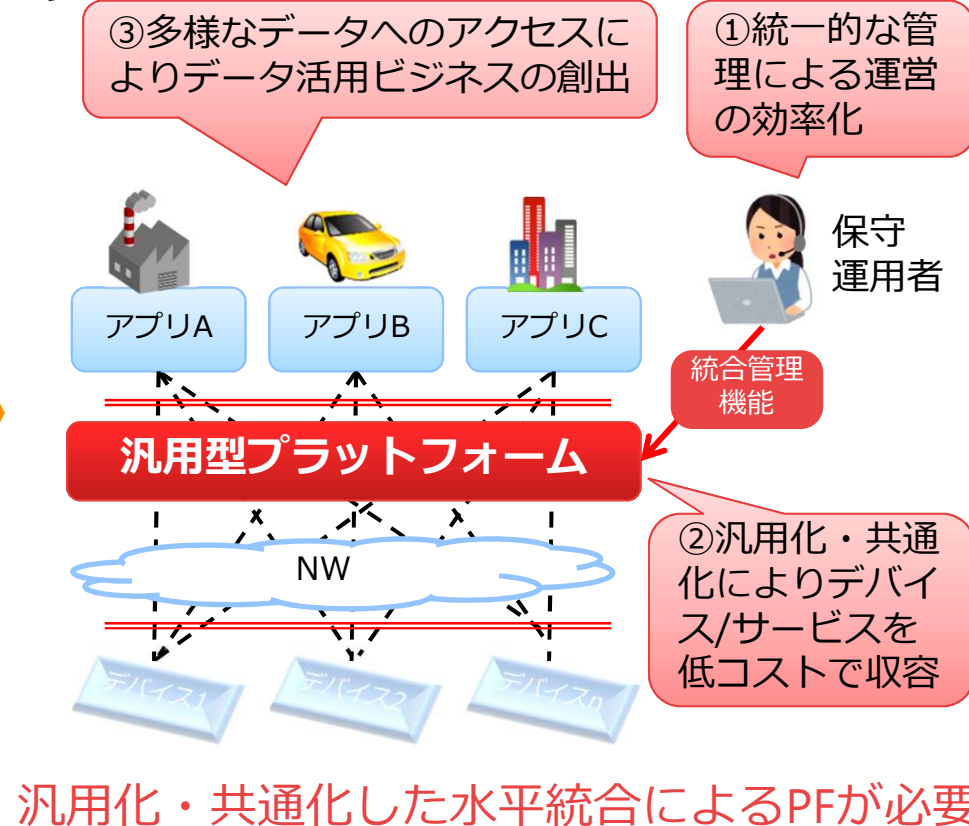 ③多様なデータへのアクセスに
よりデータ活用ビジネスの創出
①統一的な管
理による運営
の効率化
保守
運用者
アプリA
アプリB
アプリC
統合管理
機能
汎用型プラットフォーム
②汎用化・共通
化によりデバイ
ス/サービスを
低コストで収容
NW
デバイス1
デバイス2
デバイスn
汎用化・共通化した水平統合によるPFが必要